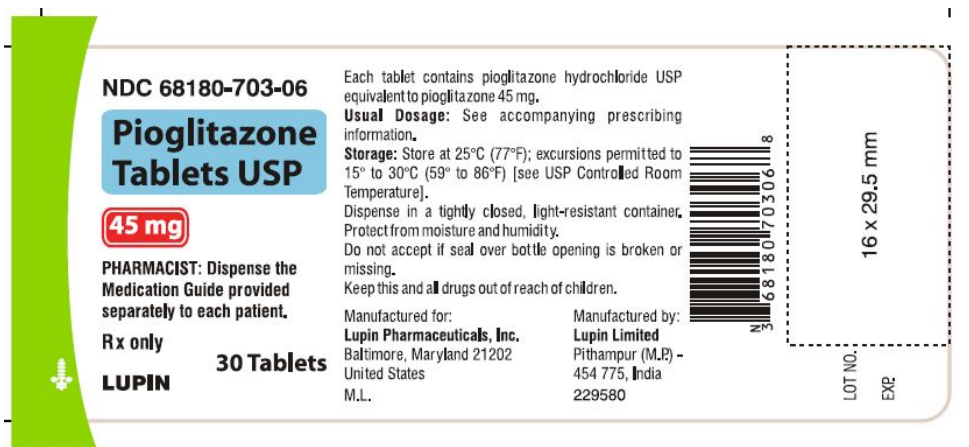 NDC 68180-703-06
Pioglitazone
Tablets USP
45 mg
PHARMACIST: Dispense the
Medication Guide provided
separately to each patient.
Rx only
30 Tablets
LUPIN
Each tablet contains pioglitazone hydrochloride USP
equivalent to pioglitazone 45 mg.
Usual Dosage: See accompanying prescribing
information.
Storage: Store at 25°C (77°F); excursions permitted to
15° to 30°C (59° to 86°F) [see USP Controlled Room
Temperature].
Dispense in a tightly closed, light-resistant container.
Protect from moisture and humidity.
Do not accept if seal over bottle opening is broken or
missing.
Keep this and all drugs out of reach of children.
Manufactured for:
Lupin Pharmaceuticals, Inc.
Baltimore, Maryland 21202
United States
M.L.
Manufactured by:
Lupin Limited
Pithampur (M.P.) -
454 775, India
229580
N
3 68180 70306 8
16 x 29.5 mm
LOT NO.
EXP.